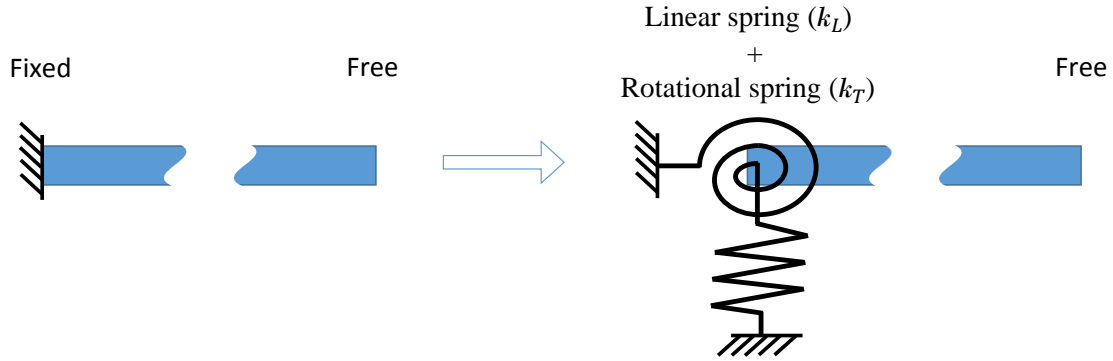 Linear spring (k_L)
+
Rotational spring (k_T)
Fixed
Free
Free